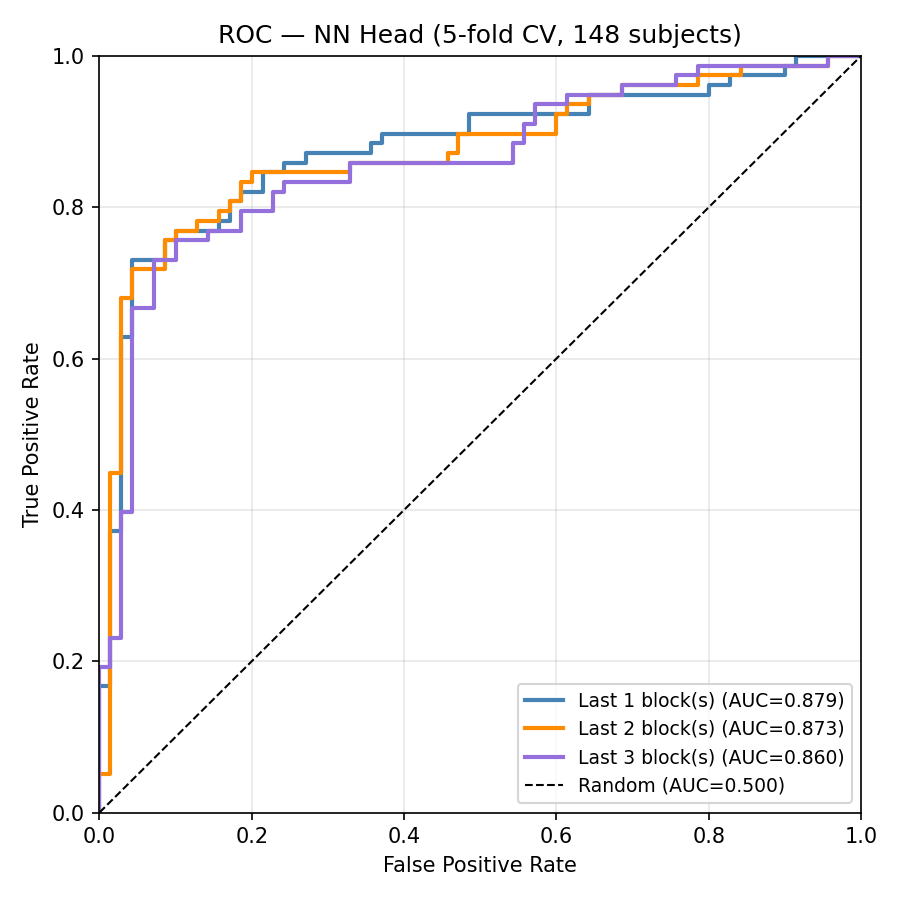 ROC — NN Head (5-fold CV, 148 subjects)
True Positive Rate
1.0
0.8
0.6
0.4
0.2
0.0
Last 1 block(s) (AUC=0.879)
Last 2 block(s) (AUC=0.873)
Last 3 block(s) (AUC=0.860)
Random (AUC=0.500)
0.0 0.2 0.4 0.6 0.8 1.0
False Positive Rate